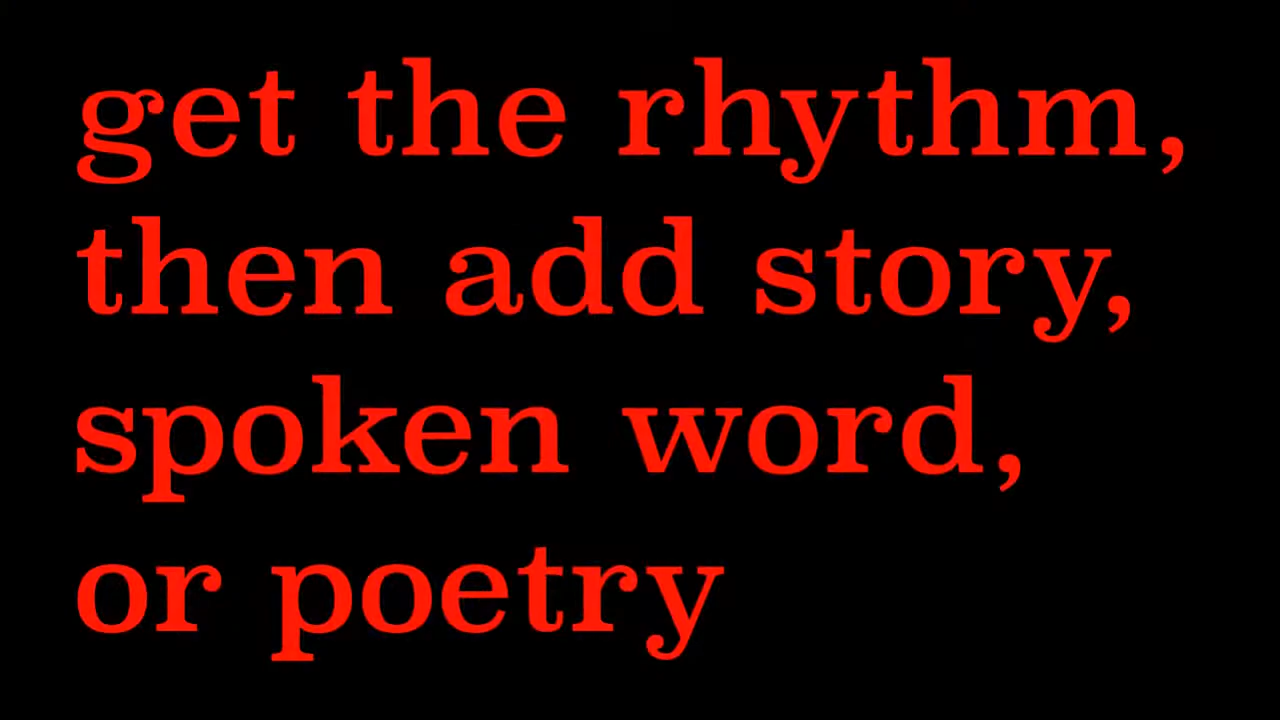 get the rhythm,
then add story,
spoken word,
or poetry